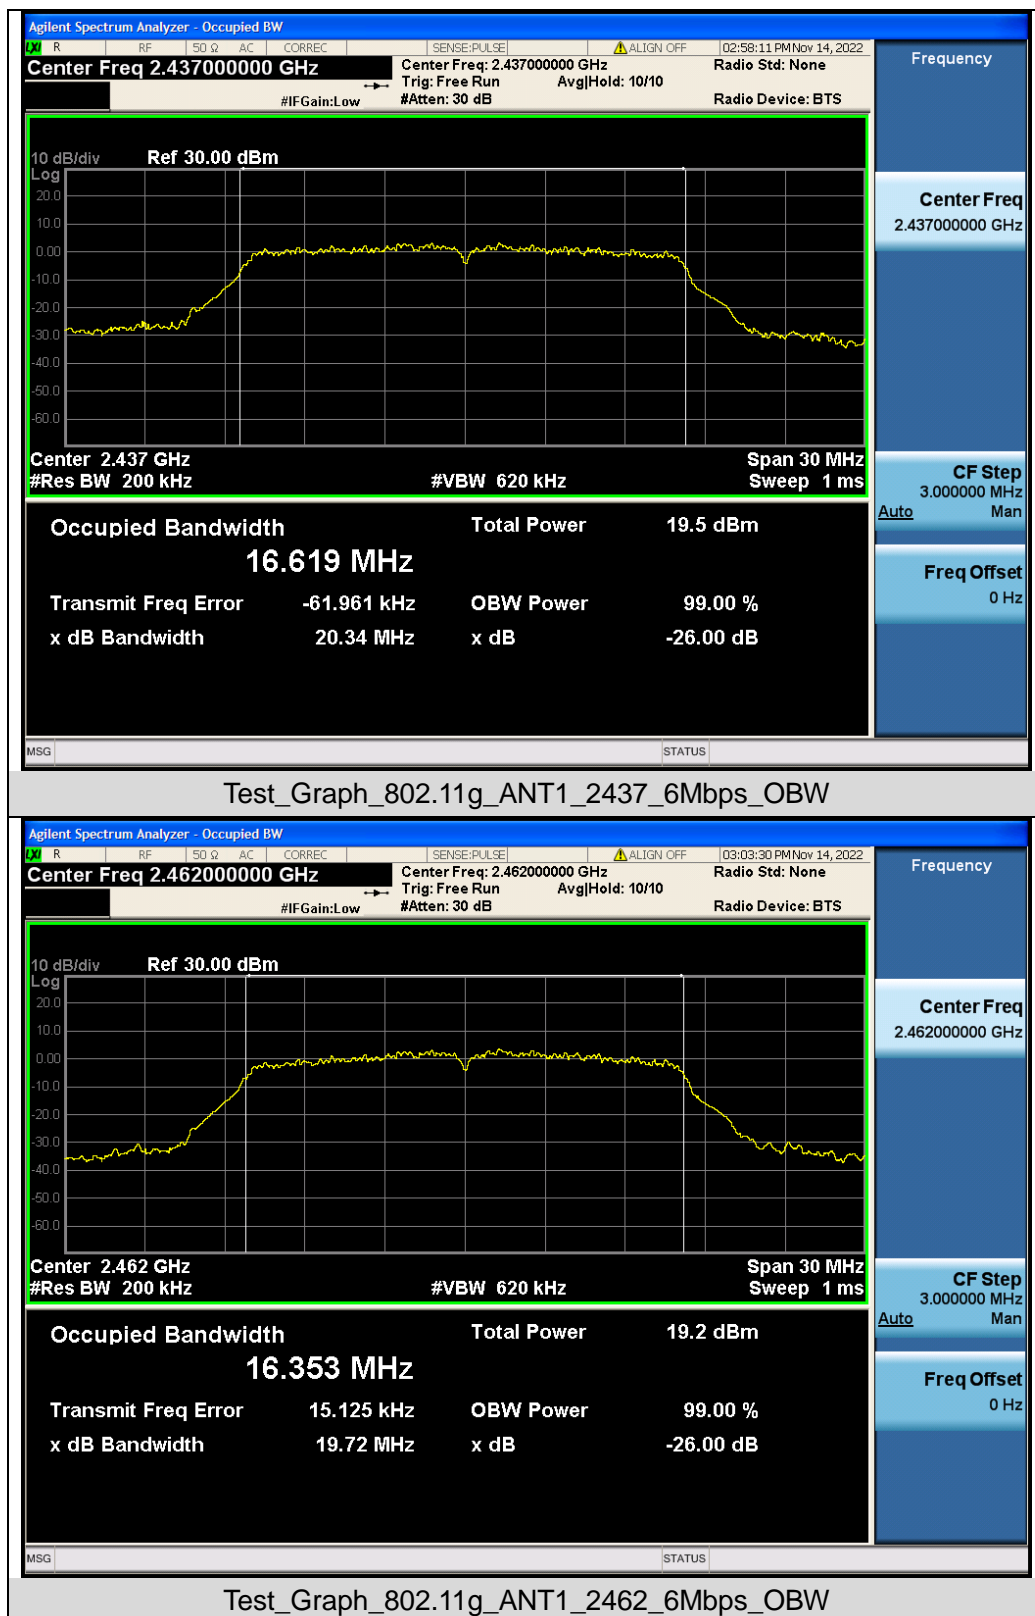 Agilent Spectrum Analyzer - Occupied BW
LXI R RF 50 Ω AC CORREC SENSE:PULSE ALIGN OFF 02:58:11 PM Nov 14, 2022
Center Freq 2.437000000 GHz
Center Freq: 2.437000000 GHz
Radio Std: None
Trig: Free Run
Avg|Hold: 10/10
#IFGain:Low
#Atten: 30 dB
Radio Device: BTS
Frequency
10 dB/div
Ref 30.00 dBm
Log
20.0
10.0
0.00
-10.0
-20.0
-30.0
-40.0
-50.0
-60.0
Center 2.437 GHz
Span 30 MHz
#Res BW 200 kHz
#VBW 620 kHz
Sweep 1 ms
Center Freq
2.437000000 GHz
CF Step
3.000000 MHz
Auto Man
Freq Offset
0 Hz
Occupied Bandwidth
Total Power 19.5 dBm
16.619 MHz
Transmit Freq Error -61.961 kHz OBW Power 99.00 %
x dB Bandwidth 20.34 MHz x dB -26.00 dB
MSG
STATUS
Test_Graph_802.11g_ANT1_2437_6Mbps_OBW
Agilent Spectrum Analyzer - Occupied BW
LXI R RF 50 Ω AC CORREC SENSE:PULSE ALIGN OFF 03:03:30 PM Nov 14, 2022
Center Freq 2.462000000 GHz
Center Freq: 2.462000000 GHz
Radio Std: None
Trig: Free Run
Avg|Hold: 10/10
#IFGain:Low
#Atten: 30 dB
Radio Device: BTS
Frequency
10 dB/div
Ref 30.00 dBm
Log
20.0
10.0
0.00
-10.0
-20.0
-30.0
-40.0
-50.0
-60.0
Center 2.462 GHz
Span 30 MHz
#Res BW 200 kHz
#VBW 620 kHz
Sweep 1 ms
Center Freq
2.462000000 GHz
CF Step
3.000000 MHz
Auto Man
Freq Offset
0 Hz
Occupied Bandwidth
Total Power 19.2 dBm
16.353 MHz
Transmit Freq Error 15.125 kHz OBW Power 99.00 %
x dB Bandwidth 19.72 MHz x dB -26.00 dB
MSG
STATUS
Test_Graph_802.11g_ANT1_2462_6Mbps_OBW